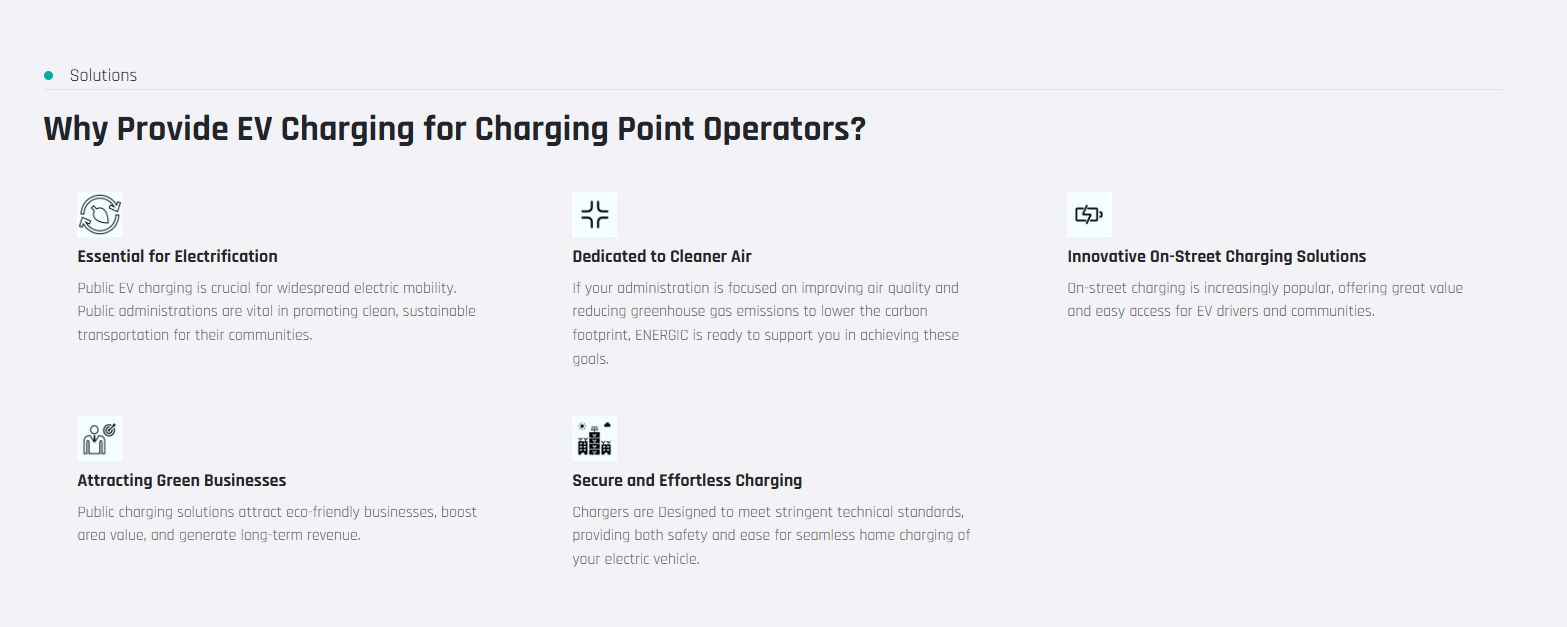 Solutions
Why Provide EV Charging for Charging Point Operators?
Essential for Electrification
Public EV charging is crucial for widespread electric mobility.
Public administrations are vital in promoting clean, sustainable
transportation for their communities.
Dedicated to Cleaner Air
If your administration is focused on improving air quality and
reducing greenhouse gas emissions to lower the carbon
footprint, ENERGIC is ready to support you in achieving these
goals.
Innovative On-Street Charging Solutions
On-street charging is increasingly popular, offering great value
and easy access for EV drivers and communities.
Attracting Green Businesses
Public charging solutions attract eco-friendly businesses, boost
area value, and generate long-term revenue.
Secure and Effortless Charging
Chargers are Designed to meet stringent technical standards,
providing both safety and ease for seamless home charging of
your electric vehicle.